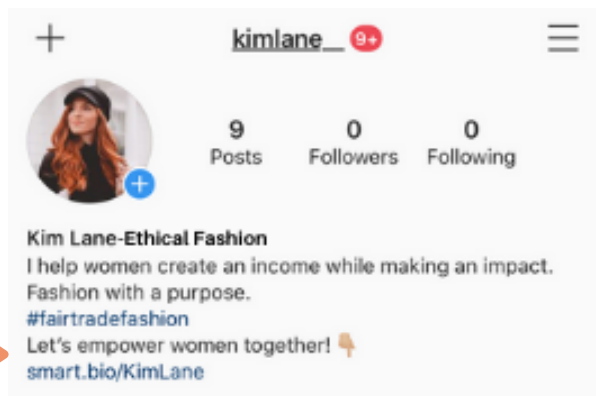 kimlane__ 9+
9 0 0
Posts Followers Following
Kim Lane-Ethical Fashion
I help women create an income while making an impact.
Fashion with a purpose.
#fairtradefashion
Let's empower women together! 👇🏼
smart.bio/KimLane